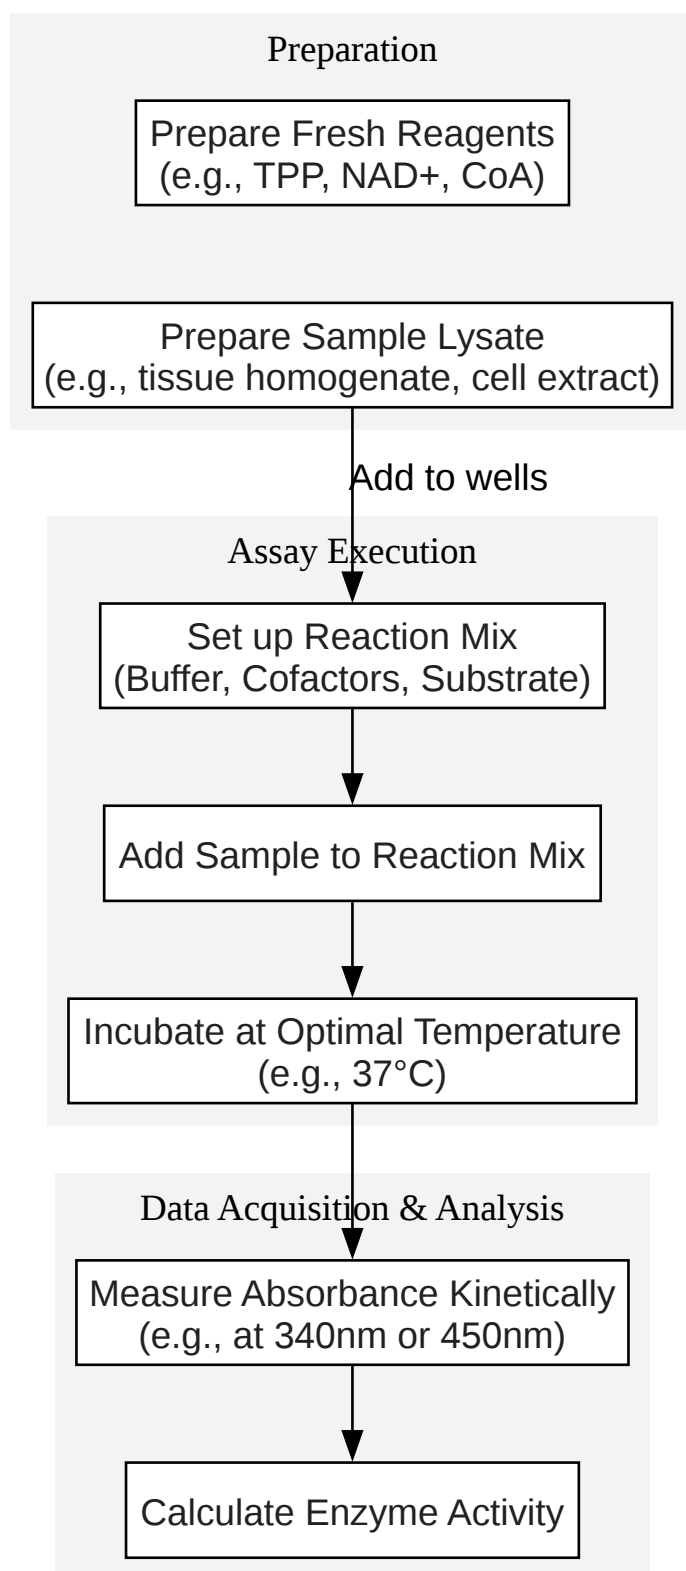 Preparation
Prepare Fresh Reagents
(e.g., TPP, NAD+, CoA)
Prepare Sample Lysate
(e.g., tissue homogenate, cell extract)
Add to wells
Assay Execution
Set up Reaction Mix
(Buffer, Cofactors, Substrate)
Add Sample to Reaction Mix
Incubate at Optimal Temperature
(e.g., 37°C)
Data Acquisition & Analysis
Measure Absorbance Kinetically
(e.g., at 340nm or 450nm)
Calculate Enzyme Activity